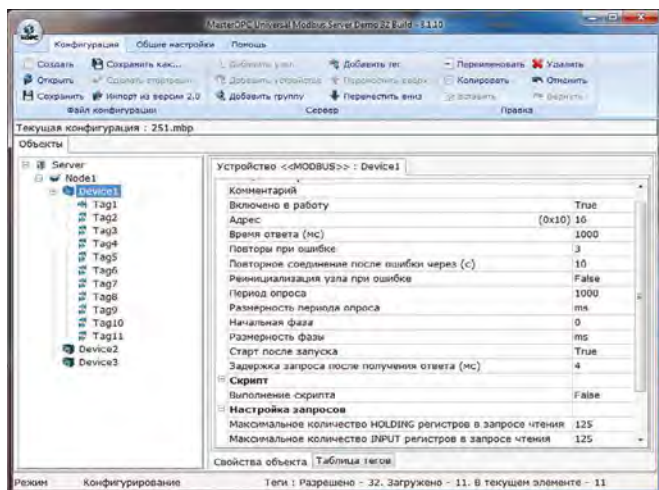 MasterOPC Universal Modbus Server Demo 32 Build - 3.1.10
Конфигурация Общие настройки Помощь
Создать Сохранить как... Добавить узел Добавить тег Переименовать Удалить
Открыть Добавить устройство Копировать Отменить
Сохранить Импорт из версии 2.0 Добавить группу Переместить вниз Вставить Вернуть
Файл конфигурации Сервер Правка
Текущая конфигурация : 251.mbp
Объекты
Server
Node1
Device1
Tag1
Tag2
Tag3
Tag4
Tag5
Tag6
Tag7
Tag8
Tag9
Tag10
Tag11
Device2
Device3
Устройство <<MODBUS>> : Device1
Комментарий
Включено в работу True
Адрес (0x10) 16
Время ответа (мс) 1000
Повторы при ошибке 3
Повторное соединение после ошибки через (с) 10
Реинициализация узла при ошибке False
Период опроса 1000
Размерность периода опроса ms
Начальная фаза 0
Размерность фазы ms
Старт после запуска True
Задержка запроса после получения ответа (мс) 4
Скрипт
Выполнение скрипта False
Настройка запросов
Максимальное количество HOLDING регистров в запросе чтения 125
Максимальное количество INPUT регистров в запросе чтения 125
Свойства объекта Таблица тегов
Режим Конфигурирование Теги : Разрешено - 32. Загружено - 11. В текущем элементе - 11